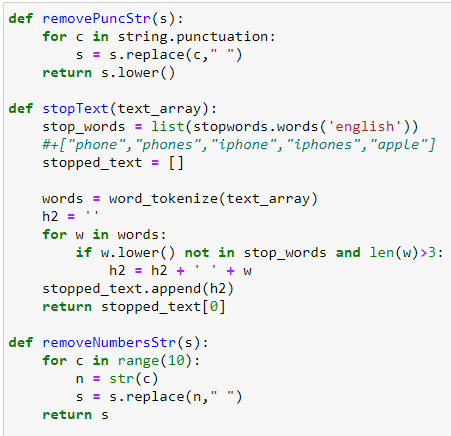 def removePuncStr(s):
    for c in string.punctuation:
        s = s.replace(c," ")
    return s.lower()

def stopText(text_array):
    stop_words = list(stopwords.words('english'))
    #+["phone","phones","iphone","iphones","apple"]
    stopped_text = []

    words = word_tokenize(text_array)
    h2 = ''
    for w in words:
        if w.lower() not in stop_words and len(w)>3:
            h2 = h2 + ' ' + w
    stopped_text.append(h2)
    return stopped_text[0]

def removeNumbersStr(s):
    for c in range(10):
        n = str(c)
        s = s.replace(n," ")
    return s